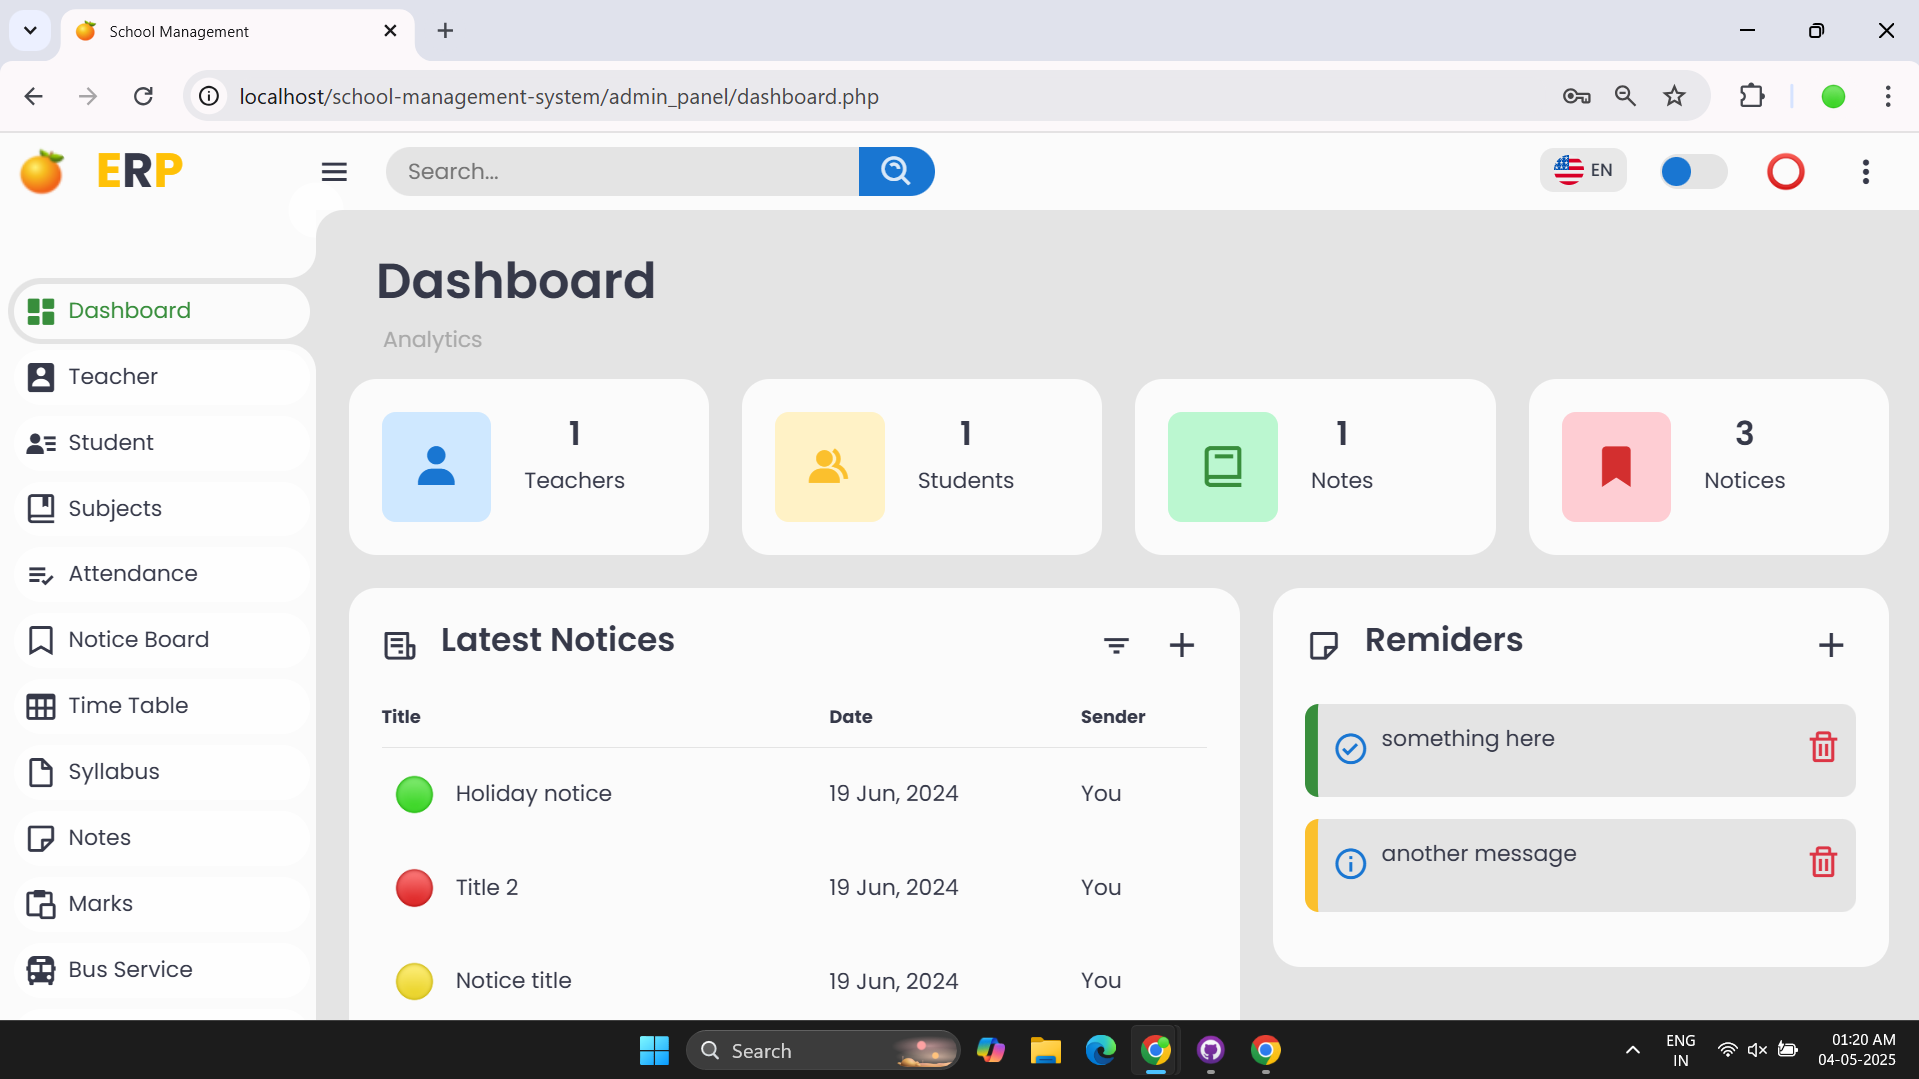 School Management
localhost/school-management-system/admin_panel/dashboard.php
ERP
Search...
EN
Dashboard
Teacher
Student
Subjects
Attendance
Notice Board
Time Table
Syllabus
Notes
Marks
Bus Service
Dashboard
Analytics
1
Teachers
1
Students
1
Notes
3
Notices
Latest Notices
Title Date Sender
Holiday notice 19 Jun, 2024 You
Title 2 19 Jun, 2024 You
Notice title 19 Jun, 2024 You
Remiders
something here
another message
Search
ENG
IN
01:20 AM
04-05-2025